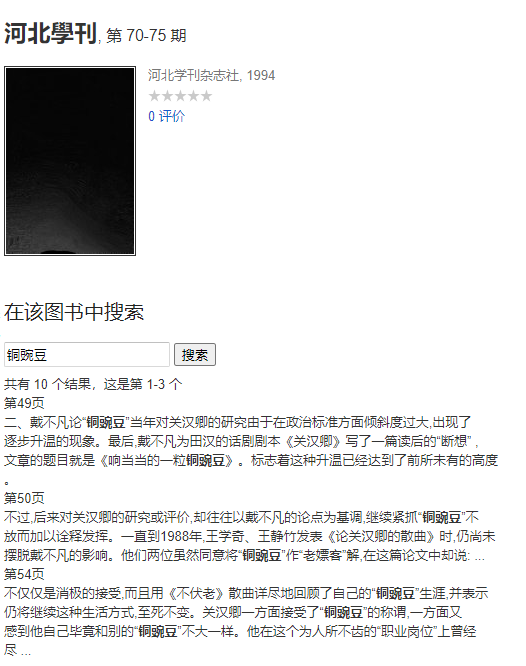 河北學刊, 第 70-75 期
河北学刊杂志社, 1994
★★★★★
0 评价
在该图书中搜索
铜豌豆 搜索
共有 10 个结果，这是第 1-3 个
第49页
二、戴不凡论“铜豌豆”当年对关汉卿的研究由于在政治标准方面倾斜度过大,出现了
逐步升温的现象。最后,戴不凡为田汉的话剧剧本《关汉卿》写了一篇读后的“断想”，
文章的题目就是《响当当的一粒铜豌豆》。标志着这种升温已经达到了前所未有的高度
。
第50页
不过,后来对关汉卿的研究或评价,却往往以戴不凡的论点为基调,继续紧抓“铜豌豆”不
放而加以诠释发挥。一直到1988年,王学奇、王静竹发表《论关汉卿的散曲》时,仍尚未
摆脱戴不凡的影响。他们两位虽然同意将“铜豌豆”作“老嫖客”解,在这篇论文中却说: ...
第54页
不仅仅是消极的接受,而且用《不伏老》散曲详尽地回顾了自己的“铜豌豆”生涯,并表示
仍将继续这种生活方式,至死不变。关汉卿一方面接受了“铜豌豆”的称谓,一方面又
感到他自己毕竟和别的“铜豌豆”不大一样。他在这个为人所不齿的“职业岗位”上曾经
尽 ...